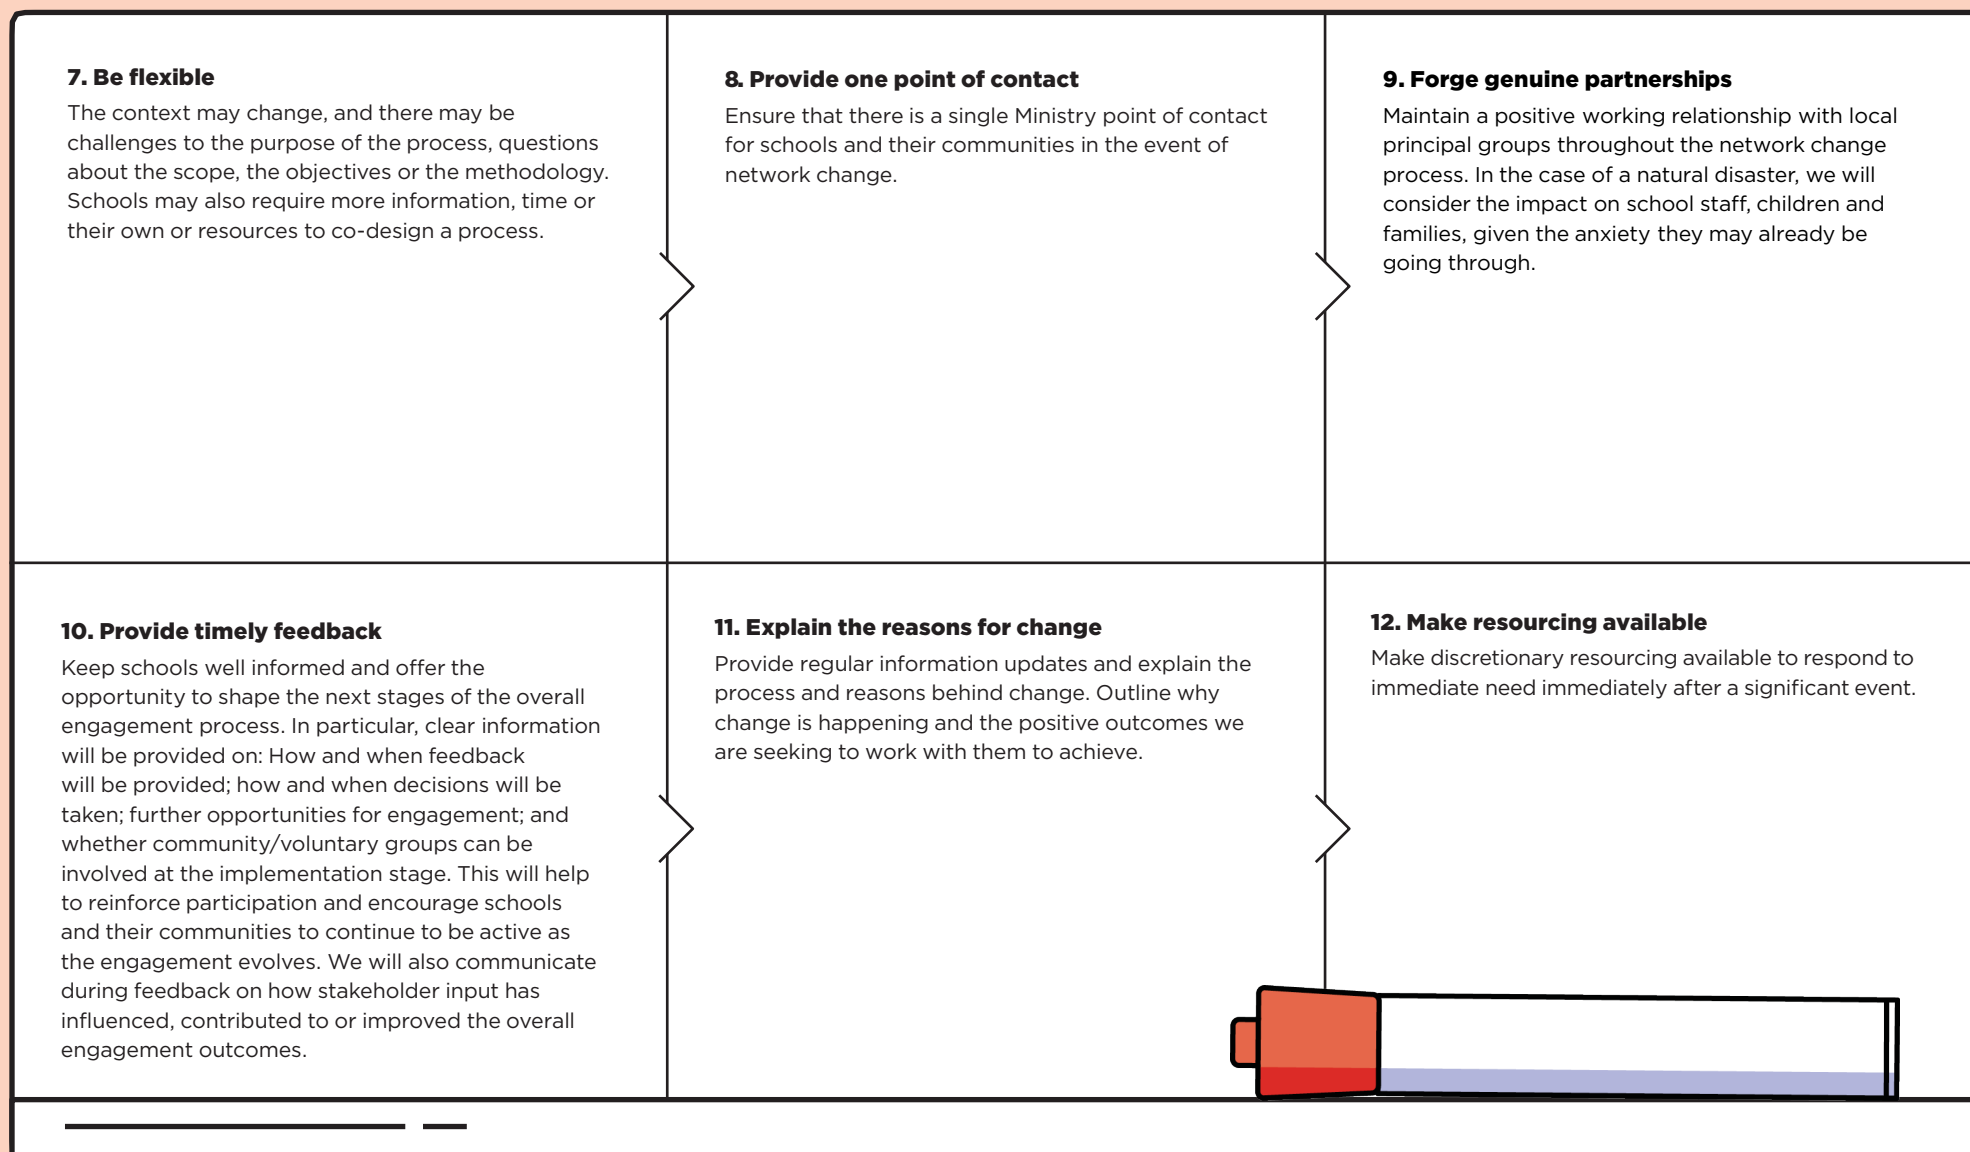 7. Be flexible
The context may change, and there may be
challenges to the purpose of the process, questions
about the scope, the objectives or the methodology.
Schools may also require more information, time or
their own or resources to co-design a process.
8. Provide one point of contact
Ensure that there is a single Ministry point of contact
for schools and their communities in the event of
network change.
9. Forge genuine partnerships
Maintain a positive working relationship with local
principal groups throughout the network change
process. In the case of a natural disaster, we will
consider the impact on school staff, children and
families, given the anxiety they may already be
going through.
10. Provide timely feedback
Keep schools well informed and offer the
opportunity to shape the next stages of the overall
engagement process. In particular, clear information
will be provided on: How and when feedback
will be provided; how and when decisions will be
taken; further opportunities for engagement; and
whether community/voluntary groups can be
involved at the implementation stage. This will help
to reinforce participation and encourage schools
and their communities to continue to be active as
the engagement evolves. We will also communicate
during feedback on how stakeholder input has
influenced, contributed to or improved the overall
engagement outcomes.
11. Explain the reasons for change
Provide regular information updates and explain the
process and reasons behind change. Outline why
change is happening and the positive outcomes we
are seeking to work with them to achieve.
12. Make resourcing available
Make discretionary resourcing available to respond to
immediate need immediately after a significant event.